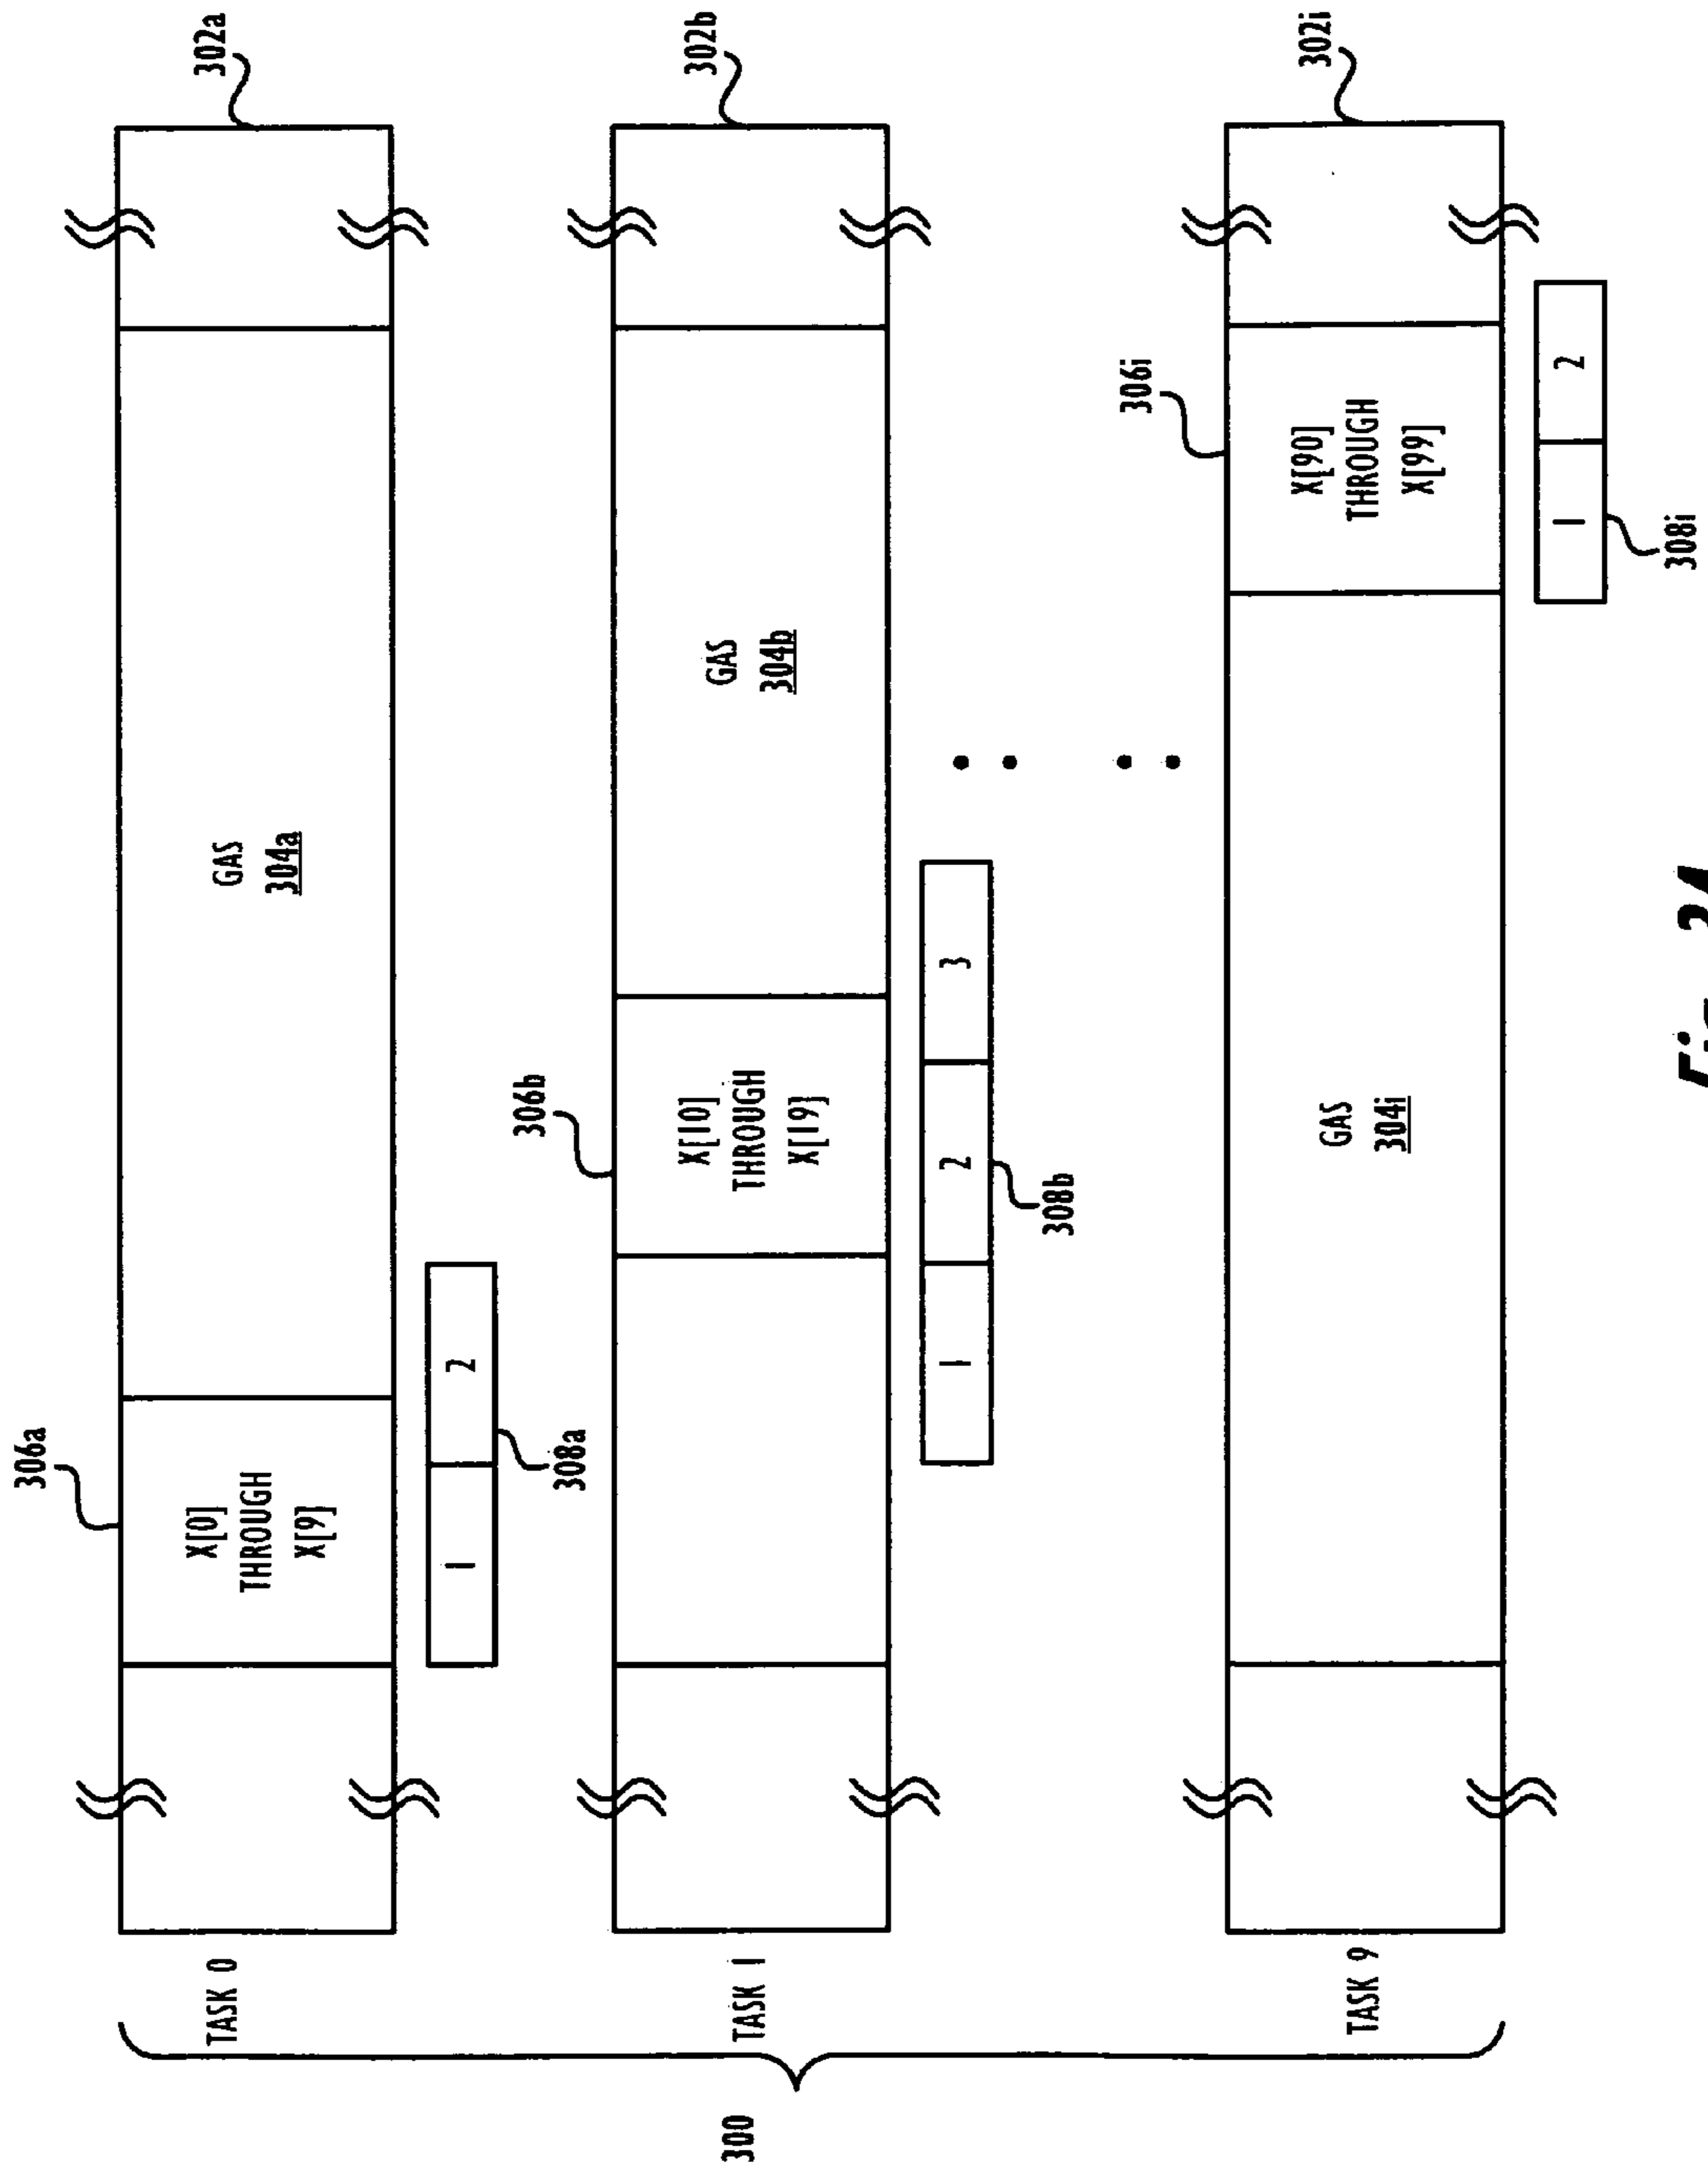 306a
302a
TASK 0
X[0]
THROUGH
X[9]
GAS
304a
1 2
308a
306b
302b
300
TASK 1
X[10]
THROUGH
X[19]
GAS
304b
1 2 3
308b
306i
302i
TASK 9
GAS
304i
X[90]
THROUGH
X[99]
1 2
308i
Fig. 3A